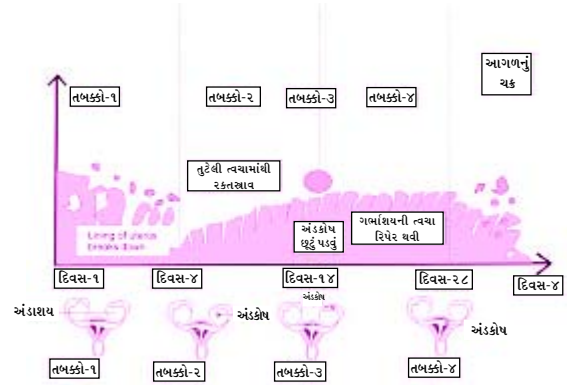 આગળનું
ચક્ર
તબક્કો-૧
તબક્કો-૨
તબક્કો-૩
તબક્કો-૪
તુટેલી ત્વચામાંથી
રક્તસ્રાવ
Lining of uterus
breaks down
અંડકોષ
છૂટું પડવું
ગર્ભાશયની ત્વચા
રિપેર થવી
દિવસ-૧
દિવસ-૪
દિવસ-૧૪
દિવસ-૨૮
દિવસ-૪
અંડાશય
અંડકોષ
અંડકોષ
અંડકોષ
તબક્કો-૧
તબક્કો-૨
તબક્કો-૩
તબક્કો-૪